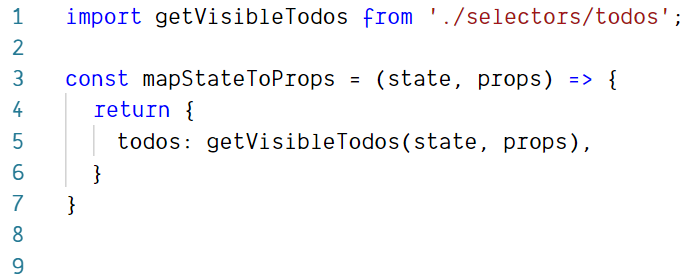 1 import getVisibleTodos from './selectors/todos';
2
3 const mapStateToProps = (state, props) => {
4   return {
5     todos: getVisibleTodos(state, props),
6   }
7 }
8
9